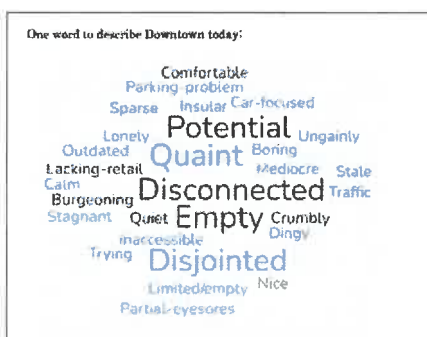 One word to describe Downtown today:
Comfortable
Parking-problem
Sparse Insular Car-focused
Potential
Lonely Ungainly
Outdated Quaint Boring
Lacking-retail Mediocre Stale
Calm Disconnected Traffic
Burgeoning
Stagnant Quiet Empty Crumbly
inaccessible Dingy
Trying Disjointed
Limited/empty Nice
Partial-eyesores